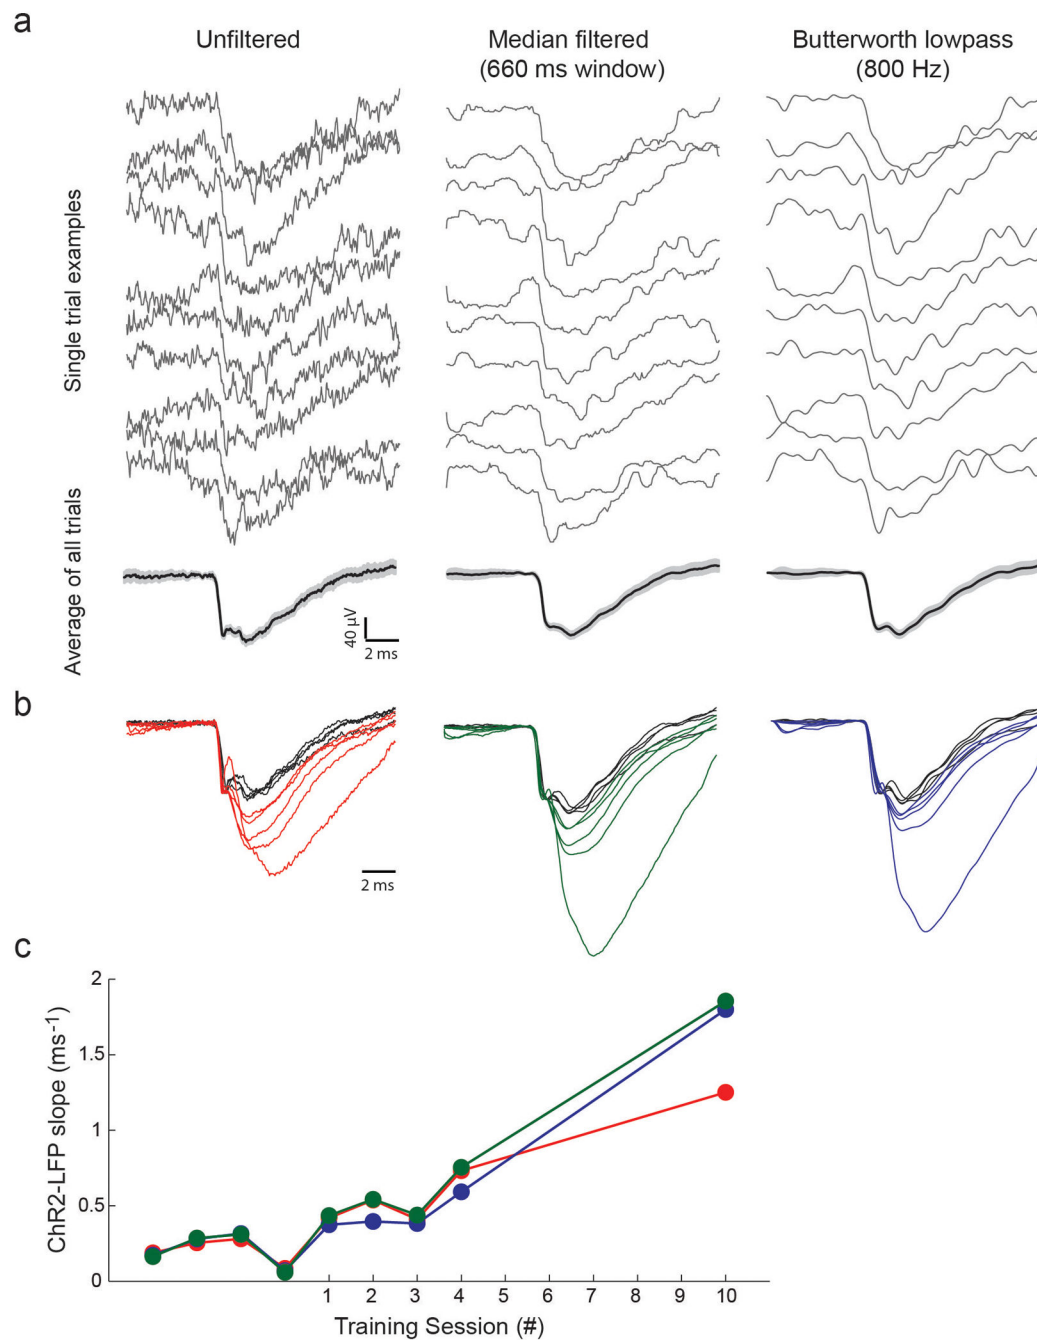 a
Unfiltered
Median filtered
(660 ms window)
Butterworth lowpass
(800 Hz)
Single trial examples
Average of all trials
40 µV
2 ms
b
2 ms
c
ChR2-LFP slope (ms⁻¹)
2
1.5
1
0.5
0
1 2 3 4 5 6 7 8 9 10
Training Session (#)